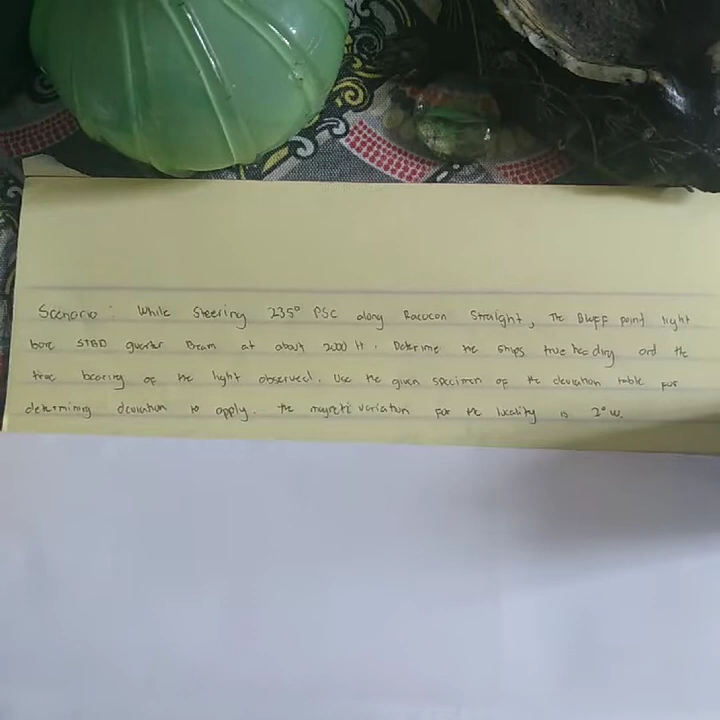 Scenario : While Steering 235° PSC along Raccoon Straight, The Bluff point light
bore STBD quarter Beam at about 2000 H. Determine the ships true heading and the
true bearing of the light observed. Use the given specimen of the deviation table for
determining deviation to apply. the magnetic variation for the locality is 2° W.